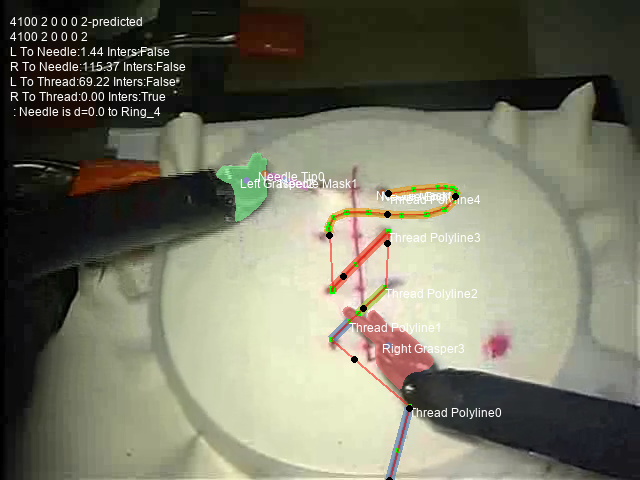 4100 2 0 0 0 2-predicted
4100 2 0 0 0 2
L To Needle:1.44 Inters:False
R To Needle:115.37 Inters:False
L To Thread:69.22 Inters:False
R To Thread:0.00 Inters:True
: Needle is d=0.0 to Ring_4
Needle Tip0
Left Grasper2
Mask1
Thread Polyline4
Thread Polyline3
Thread Polyline2
Thread Polyline1
Right Grasper3
Thread Polyline0